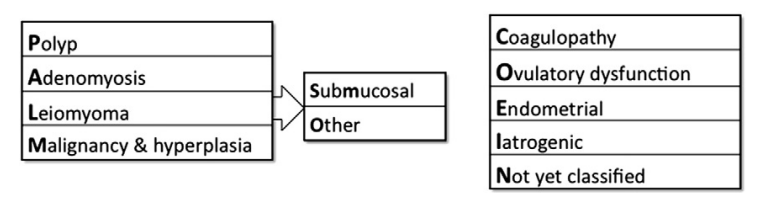 Polyp
Adenomyosis
Leiomyoma
Malignancy & hyperplasia
Submucosal
Other
Coagulopathy
Ovulatory dysfunction
Endometrial
Iatrogenic
Not yet classified